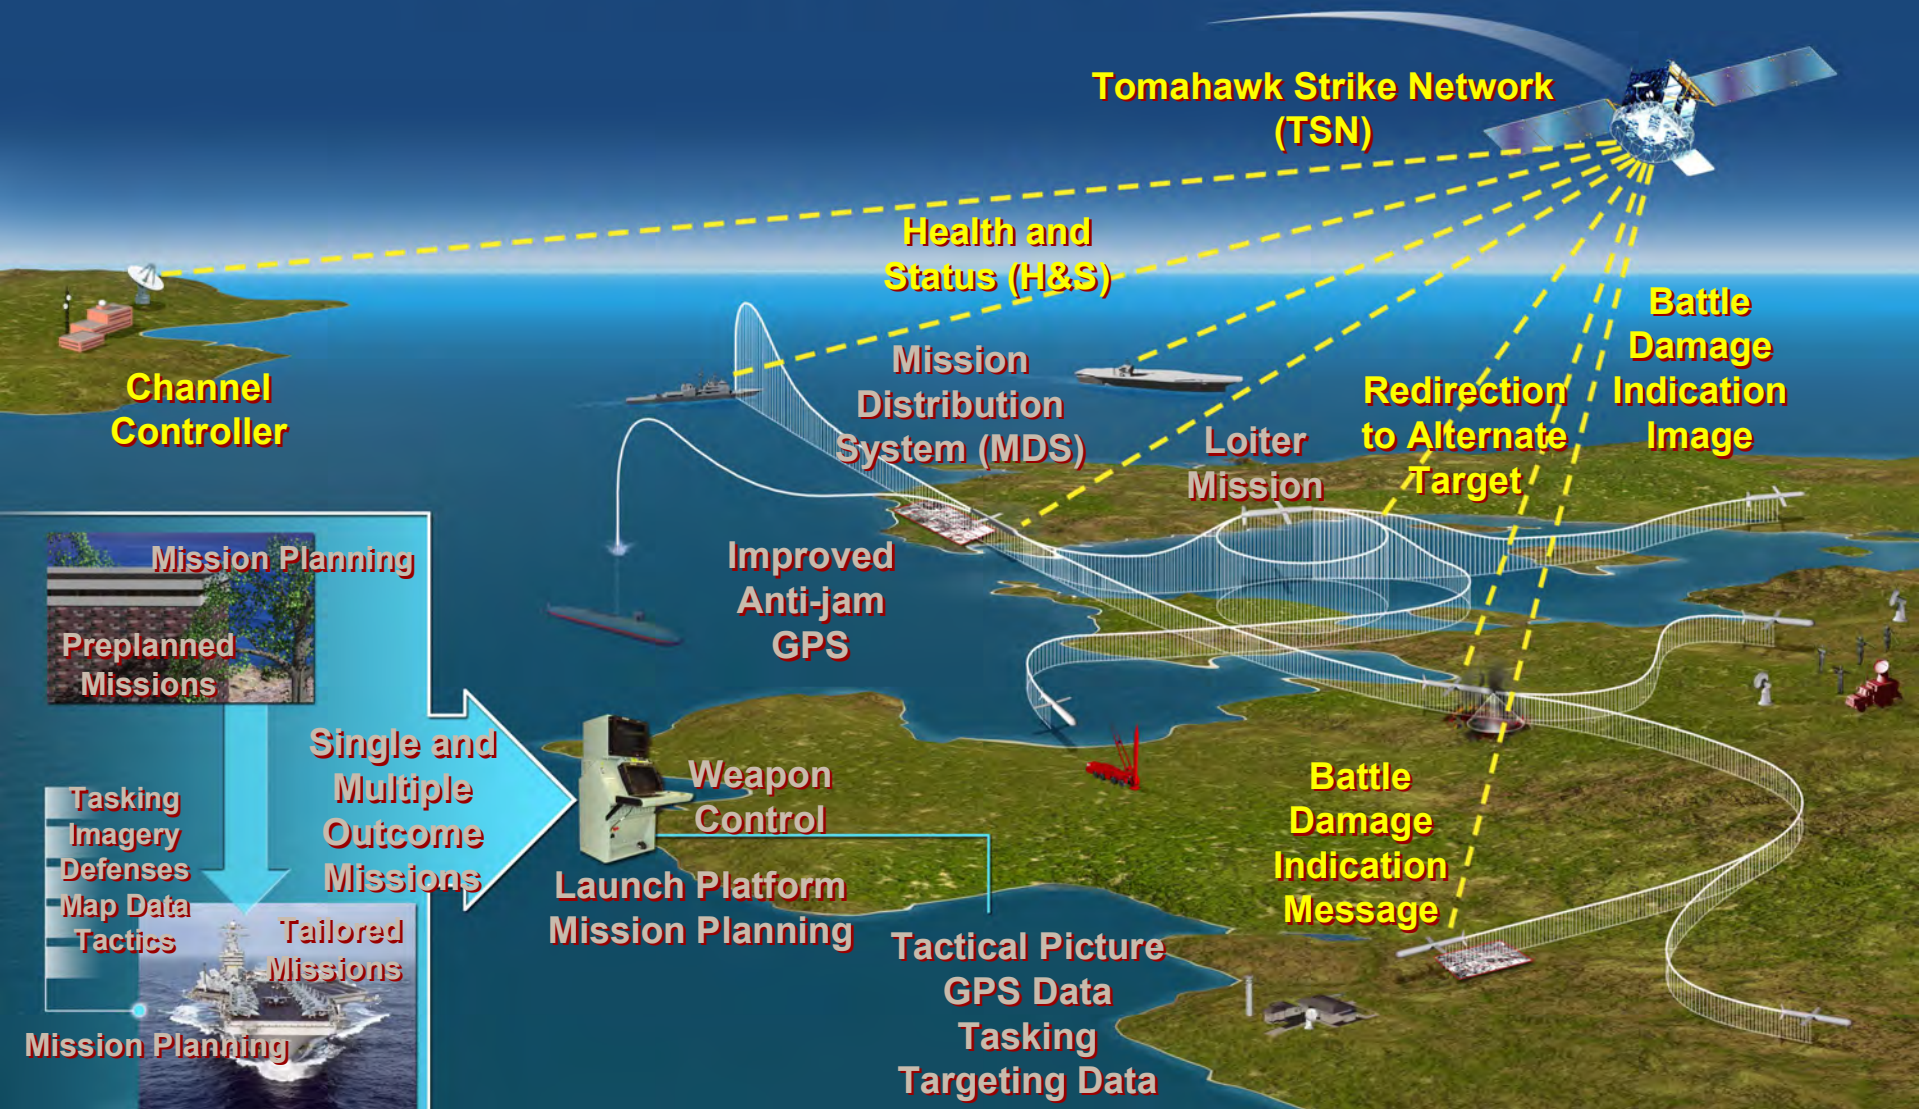 Tomahawk Strike Network
(TSN)
Health and
Status (H&S)
Battle
Damage
Indication
Image
Channel
Controller
Mission
Distribution
System (MDS)
Redirection
to Alternate
Target
Loiter
Mission
Mission Planning
Preplanned
Missions
Improved
Anti-jam
GPS
Single and
Multiple
Outcome
Missions
Weapon
Control
Battle
Damage
Indication
Message
Tasking
Imagery
Defenses
Map Data
Tactics
Launch Platform
Mission Planning
Tailored
Missions
Mission Planning
Tactical Picture
GPS Data
Tasking
Targeting Data